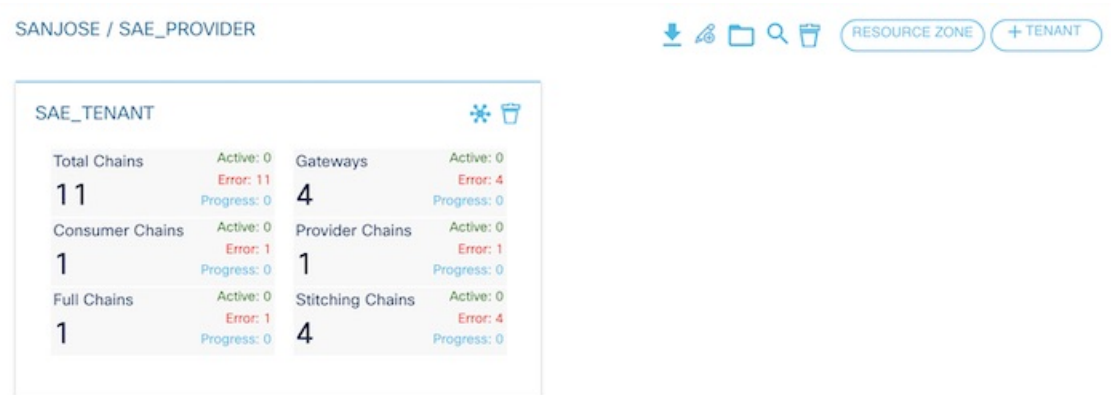 SANJOSE / SAE_PROVIDER
RESOURCE ZONE
+ TENANT
SAE_TENANT
Total Chains
11
Active: 0
Error: 11
Progress: 0
Gateways
4
Active: 0
Error: 4
Progress: 0
Consumer Chains
1
Active: 0
Error: 1
Progress: 0
Provider Chains
1
Active: 0
Error: 1
Progress: 0
Full Chains
1
Active: 0
Error: 1
Progress: 0
Stitching Chains
4
Active: 0
Error: 4
Progress: 0